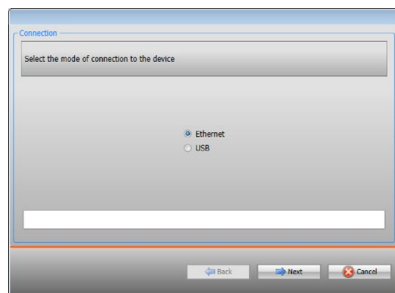 Connection
Select the mode of connection to the device
Ethernet
USB
Back
Next
Cancel